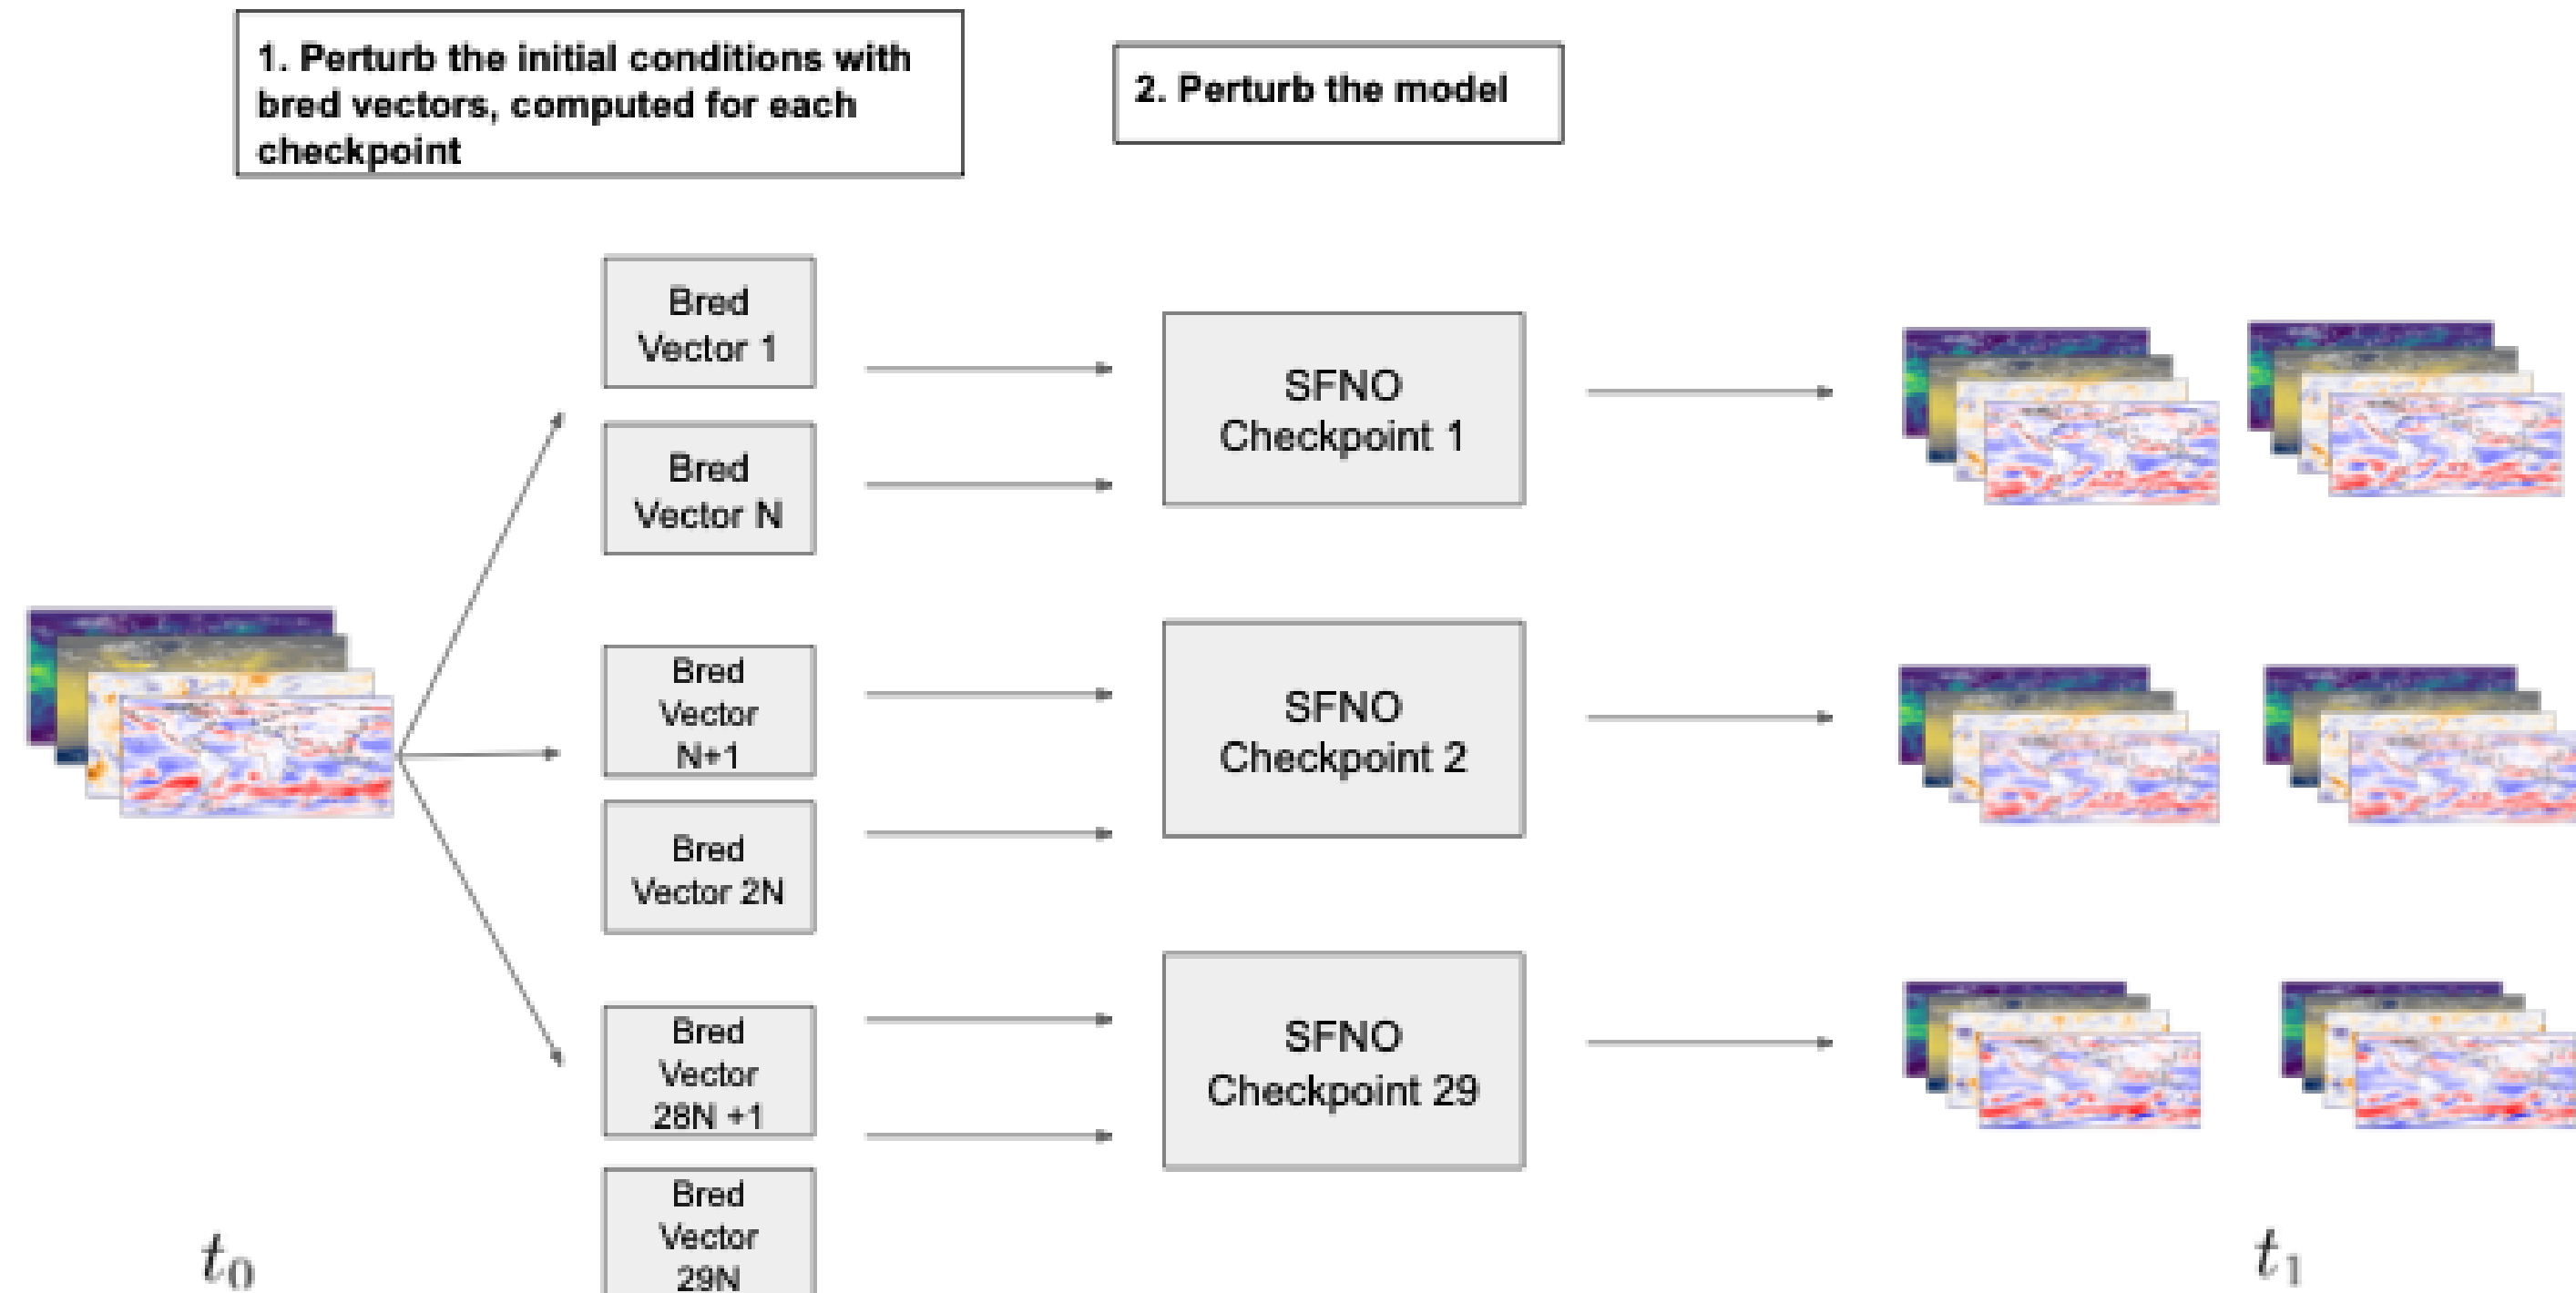 1. Perturb the initial conditions with
bred vectors, computed for each
checkpoint
2. Perturb the model
Bred
Vector 1
Bred
Vector N
SFNO
Checkpoint 1
Bred
Vector
N+1
Bred
Vector 2N
SFNO
Checkpoint 2
Bred
Vector
28N +1
Bred
Vector
29N
SFNO
Checkpoint 29
t₀
t₁